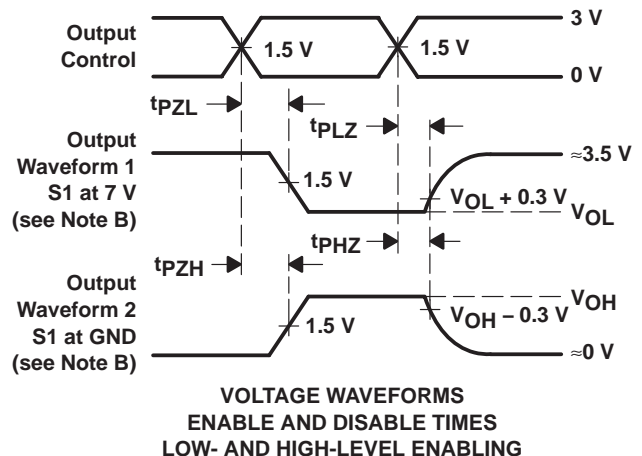 Output
Control
1.5 V
1.5 V
3 V
0 V
tPZL
tPLZ
Output
Waveform 1
S1 at 7 V
(see Note B)
1.5 V
≈3.5 V
VOL + 0.3 V
VOL
tPZH
tPHZ
Output
Waveform 2
S1 at GND
(see Note B)
1.5 V
VOH
VOH − 0.3 V
≈0 V
VOLTAGE WAVEFORMS
ENABLE AND DISABLE TIMES
LOW- AND HIGH-LEVEL ENABLING